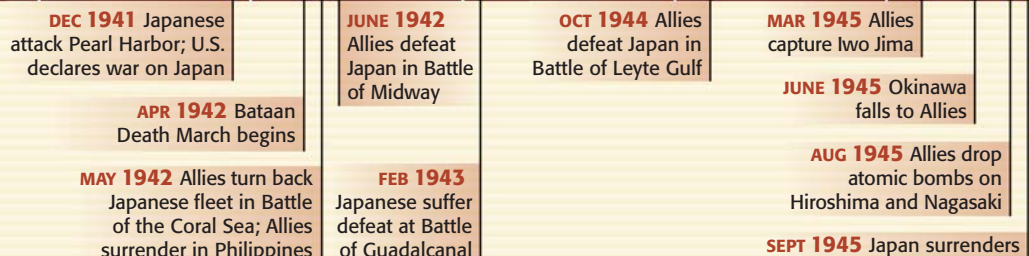 DEC 1941 Japanese
attack Pearl Harbor; U.S.
declares war on Japan
APR 1942 Bataan
Death March begins
MAY 1942 Allies turn back
Japanese fleet in Battle
of the Coral Sea; Allies
surrender in Philippines
JUNE 1942
Allies defeat
Japan in Battle
of Midway
FEB 1943
Japanese suffer
defeat at Battle
of Guadalcanal
OCT 1944 Allies
defeat Japan in
Battle of Leyte Gulf
MAR 1945 Allies
capture Iwo Jima
JUNE 1945 Okinawa
falls to Allies
AUG 1945 Allies drop
atomic bombs on
Hiroshima and Nagasaki
SEPT 1945 Japan surrenders